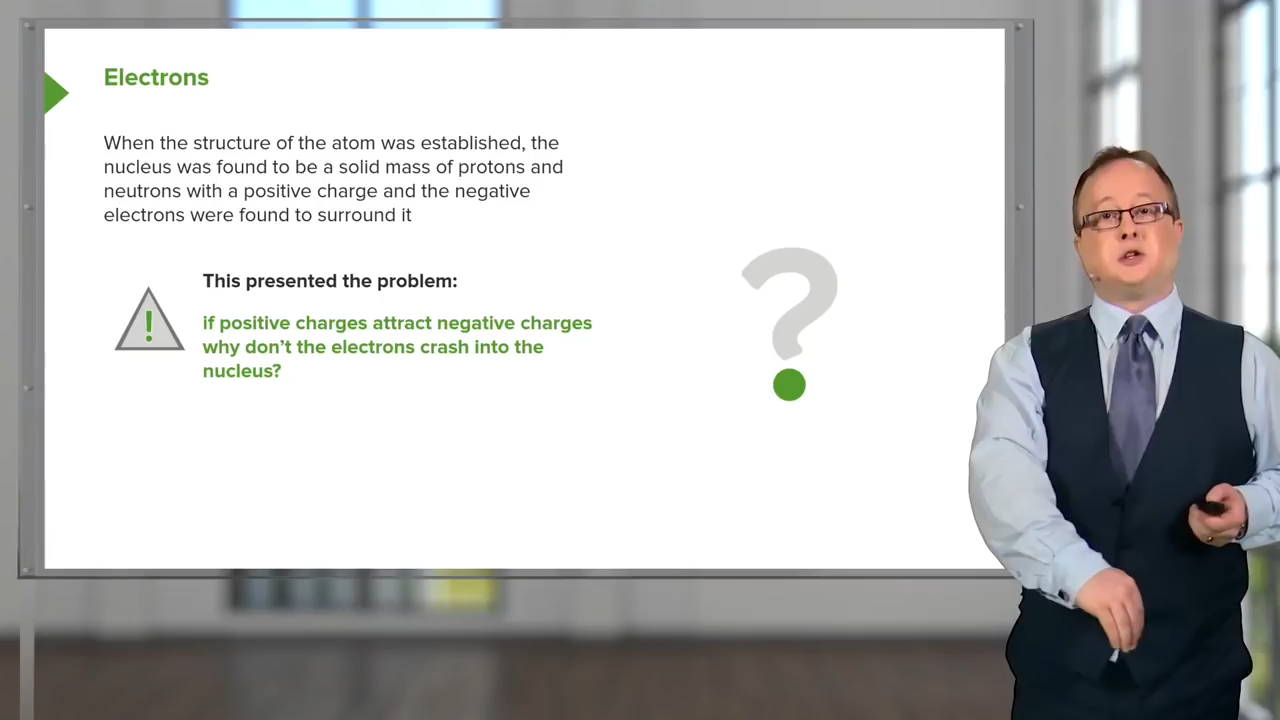 Electrons
When the structure of the atom was established, the
nucleus was found to be a solid mass of protons and
neutrons with a positive charge and the negative
electrons were found to surround it
This presented the problem:
if positive charges attract negative charges
why don't the electrons crash into the
nucleus?
!
?